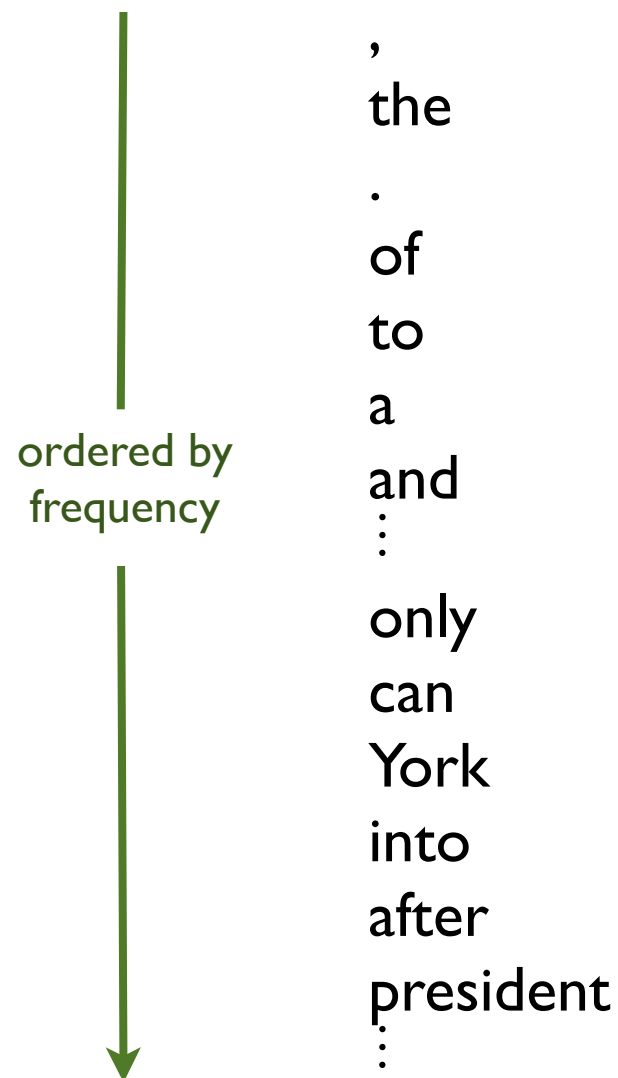 ,
the
.
of
to
a
and
⋮
ordered by
frequency
only
can
York
into
after
president
⋮